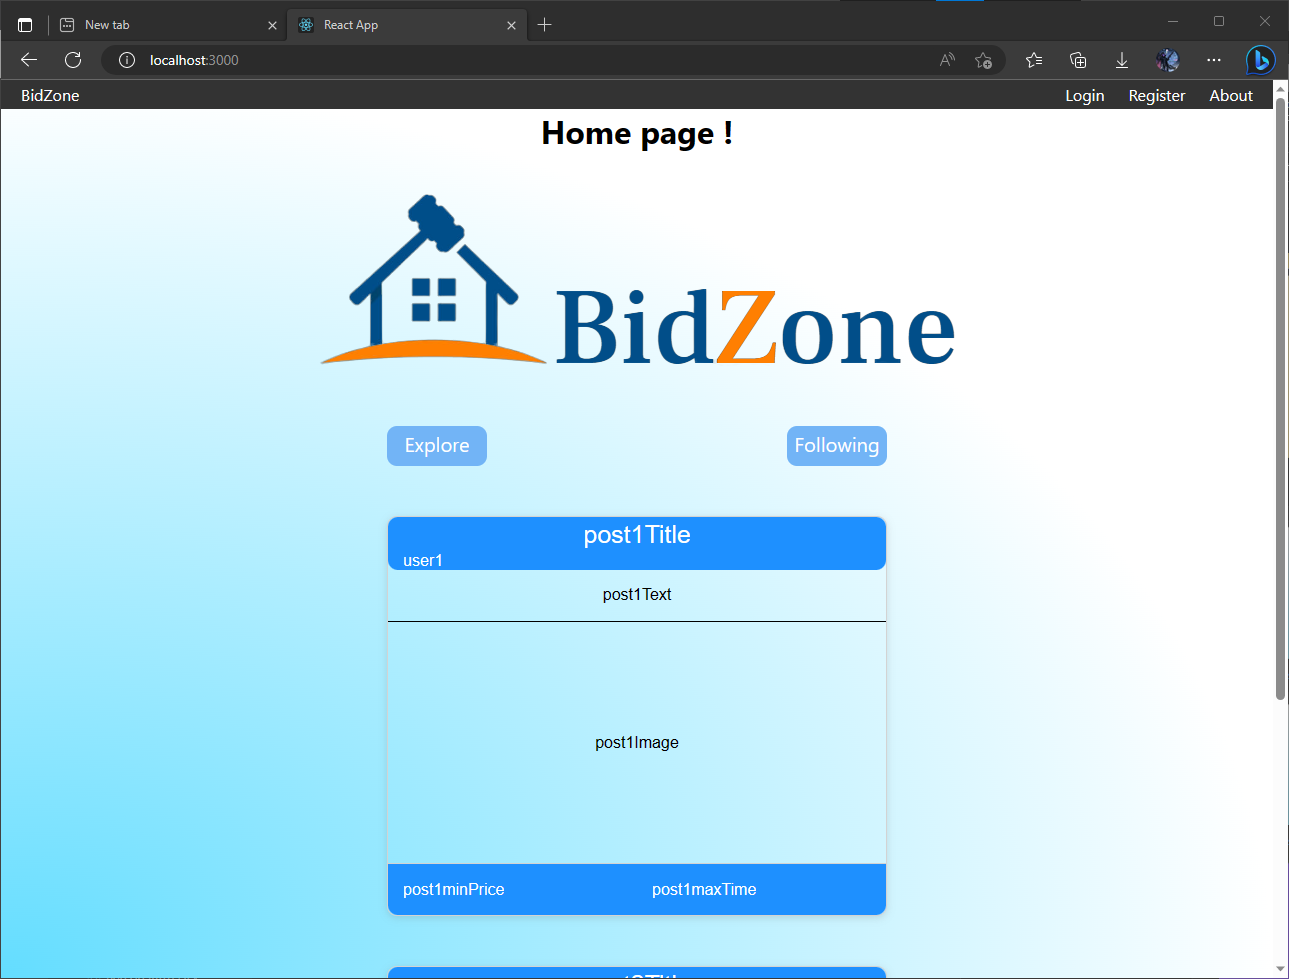 New tab
React App
localhost:3000
BidZone
Login Register About
Home page !
BidZone
Explore
Following
post1Title
user1
post1Text
post1Image
post1minPrice
post1maxTime